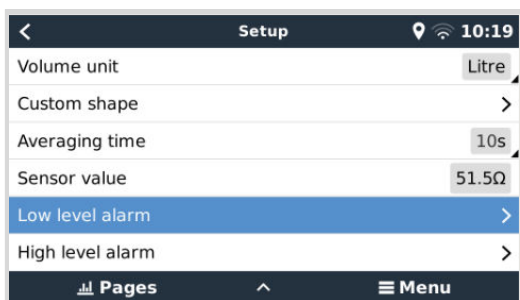 Setup 10:19
Volume unit Litre
Custom shape
Averaging time 10s
Sensor value 51.5Ω
Low level alarm
High level alarm
Pages Menu